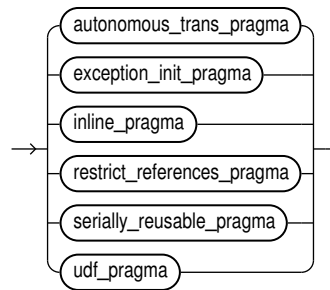 autonomous_trans_pragma
exception_init_pragma
inline_pragma
restrict_references_pragma
serially_reusable_pragma
udf_pragma